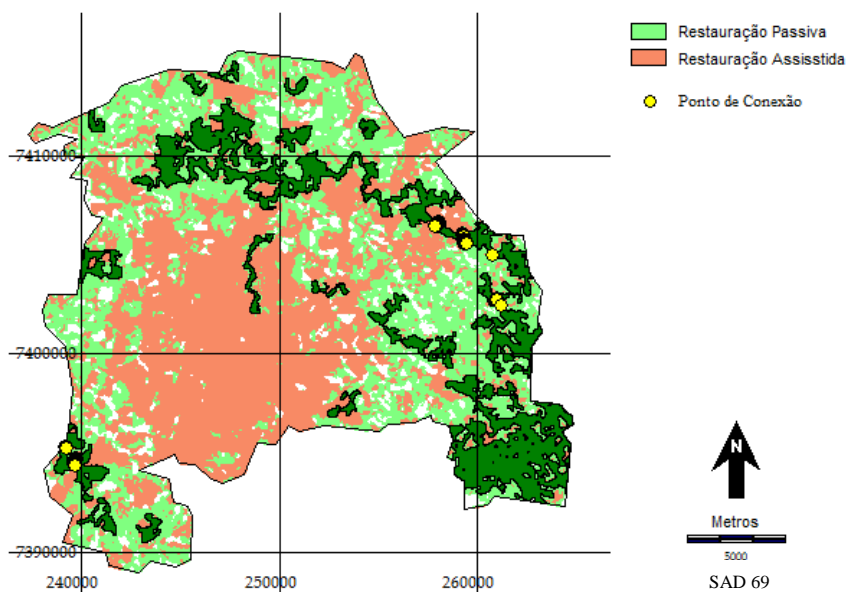 Restauração Passiva
Restauração Assisstida
Ponto de Conexão
7410000
7400000
7390000
240000
250000
260000
N
Metros
5000
SAD 69